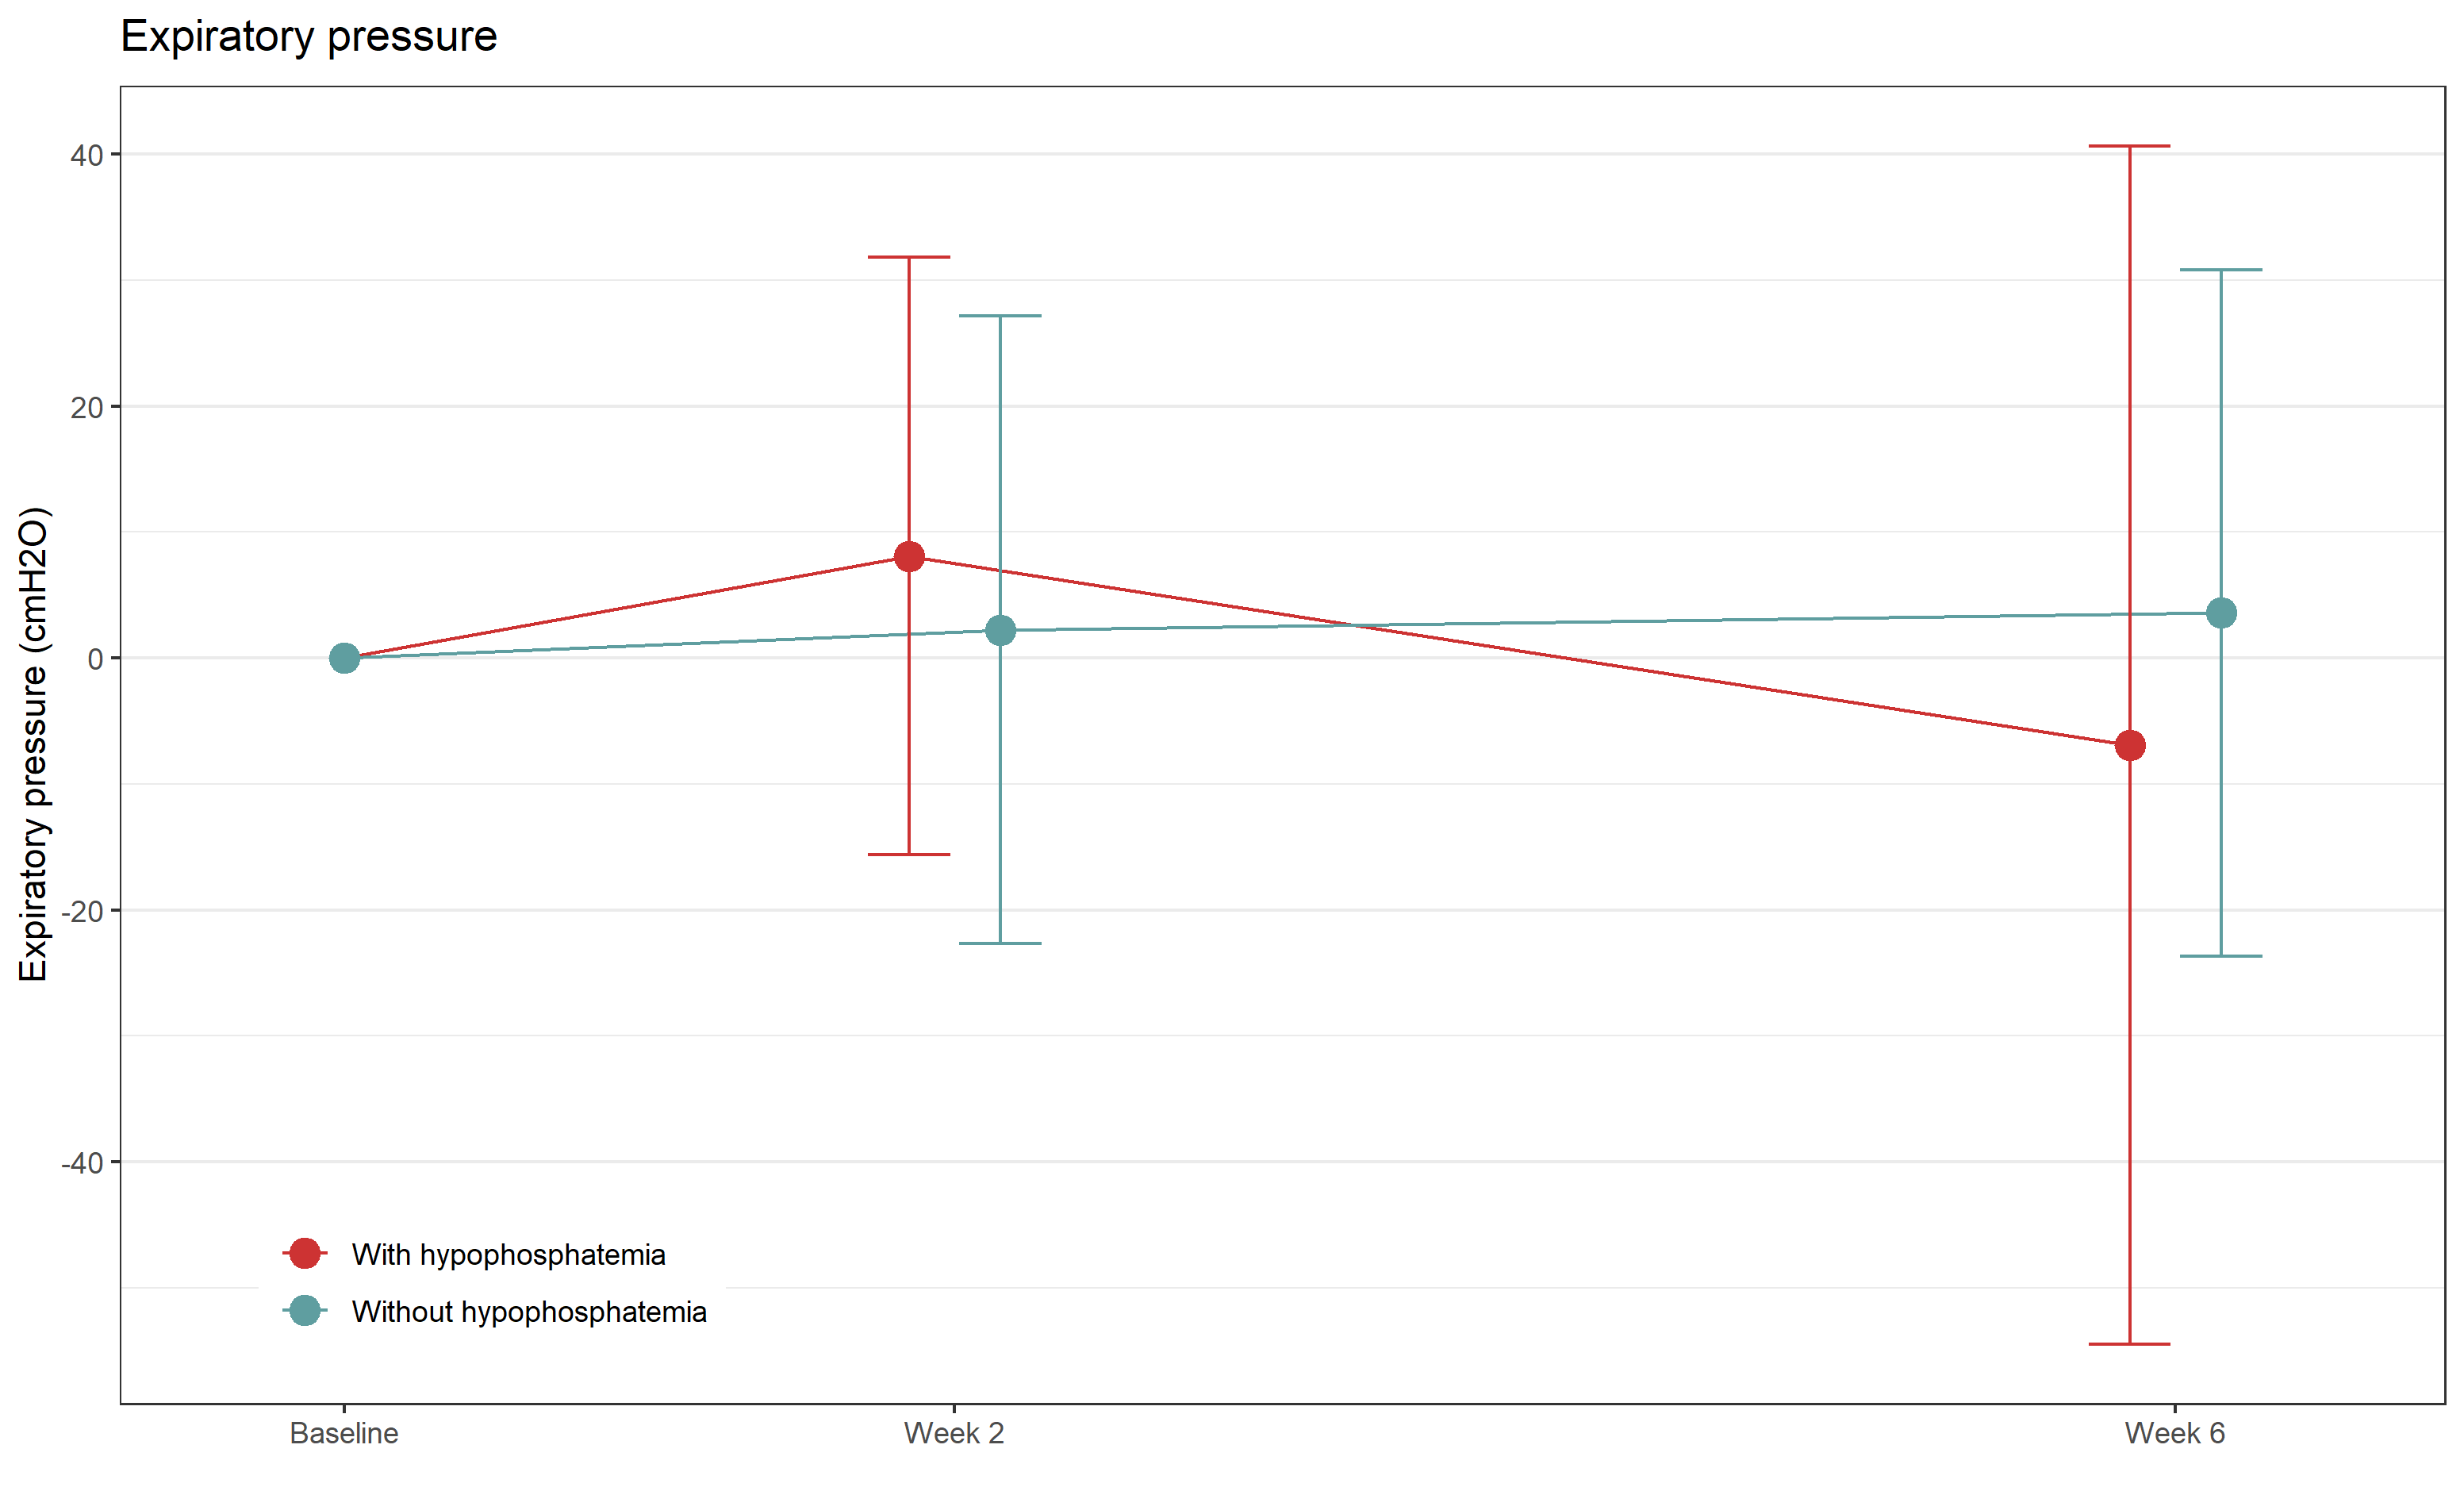 Expiratory pressure
Expiratory pressure (cmH2O)
40
20
0
-20
-40
With hypophosphatemia
Without hypophosphatemia
Baseline
Week 2
Week 6